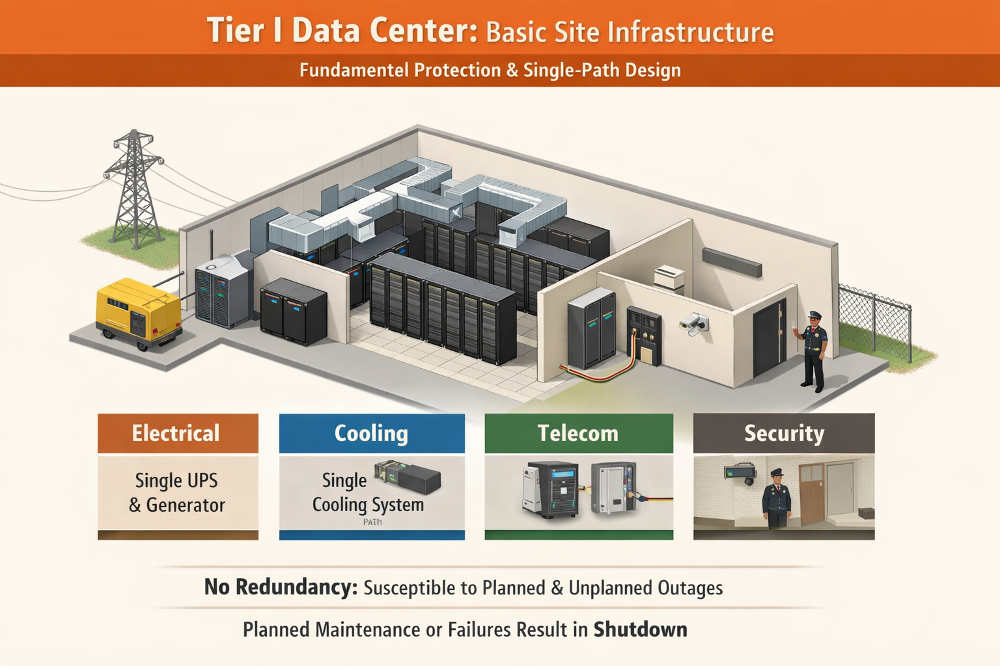 Tier I Data Center: Basic Site Infrastructure
Fundamentel Protection & Single-Path Design
Electrical
Single UPS
& Generator
Cooling
Single
Cooling System
PATh
Telecom
Security
No Redundancy: Susceptible to Planned & Unplanned Outages
Planned Maintenance or Failures Result in Shutdown